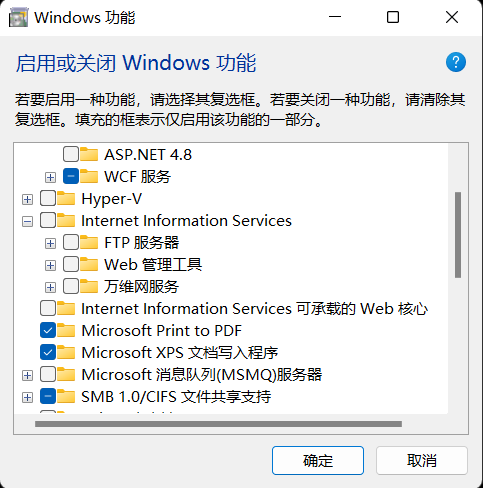 Windows 功能
启用或关闭 Windows 功能
?
若要启用一种功能，请选择其复选框。若要关闭一种功能，请清除其
复选框。填充的框表示仅启用该功能的一部分。
ASP.NET 4.8
WCF 服务
Hyper-V
Internet Information Services
FTP 服务器
Web 管理工具
万维网服务
Internet Information Services 可承载的 Web 核心
Microsoft Print to PDF
Microsoft XPS 文档写入程序
Microsoft 消息队列(MSMQ)服务器
SMB 1.0/CIFS 文件共享支持
确定
取消